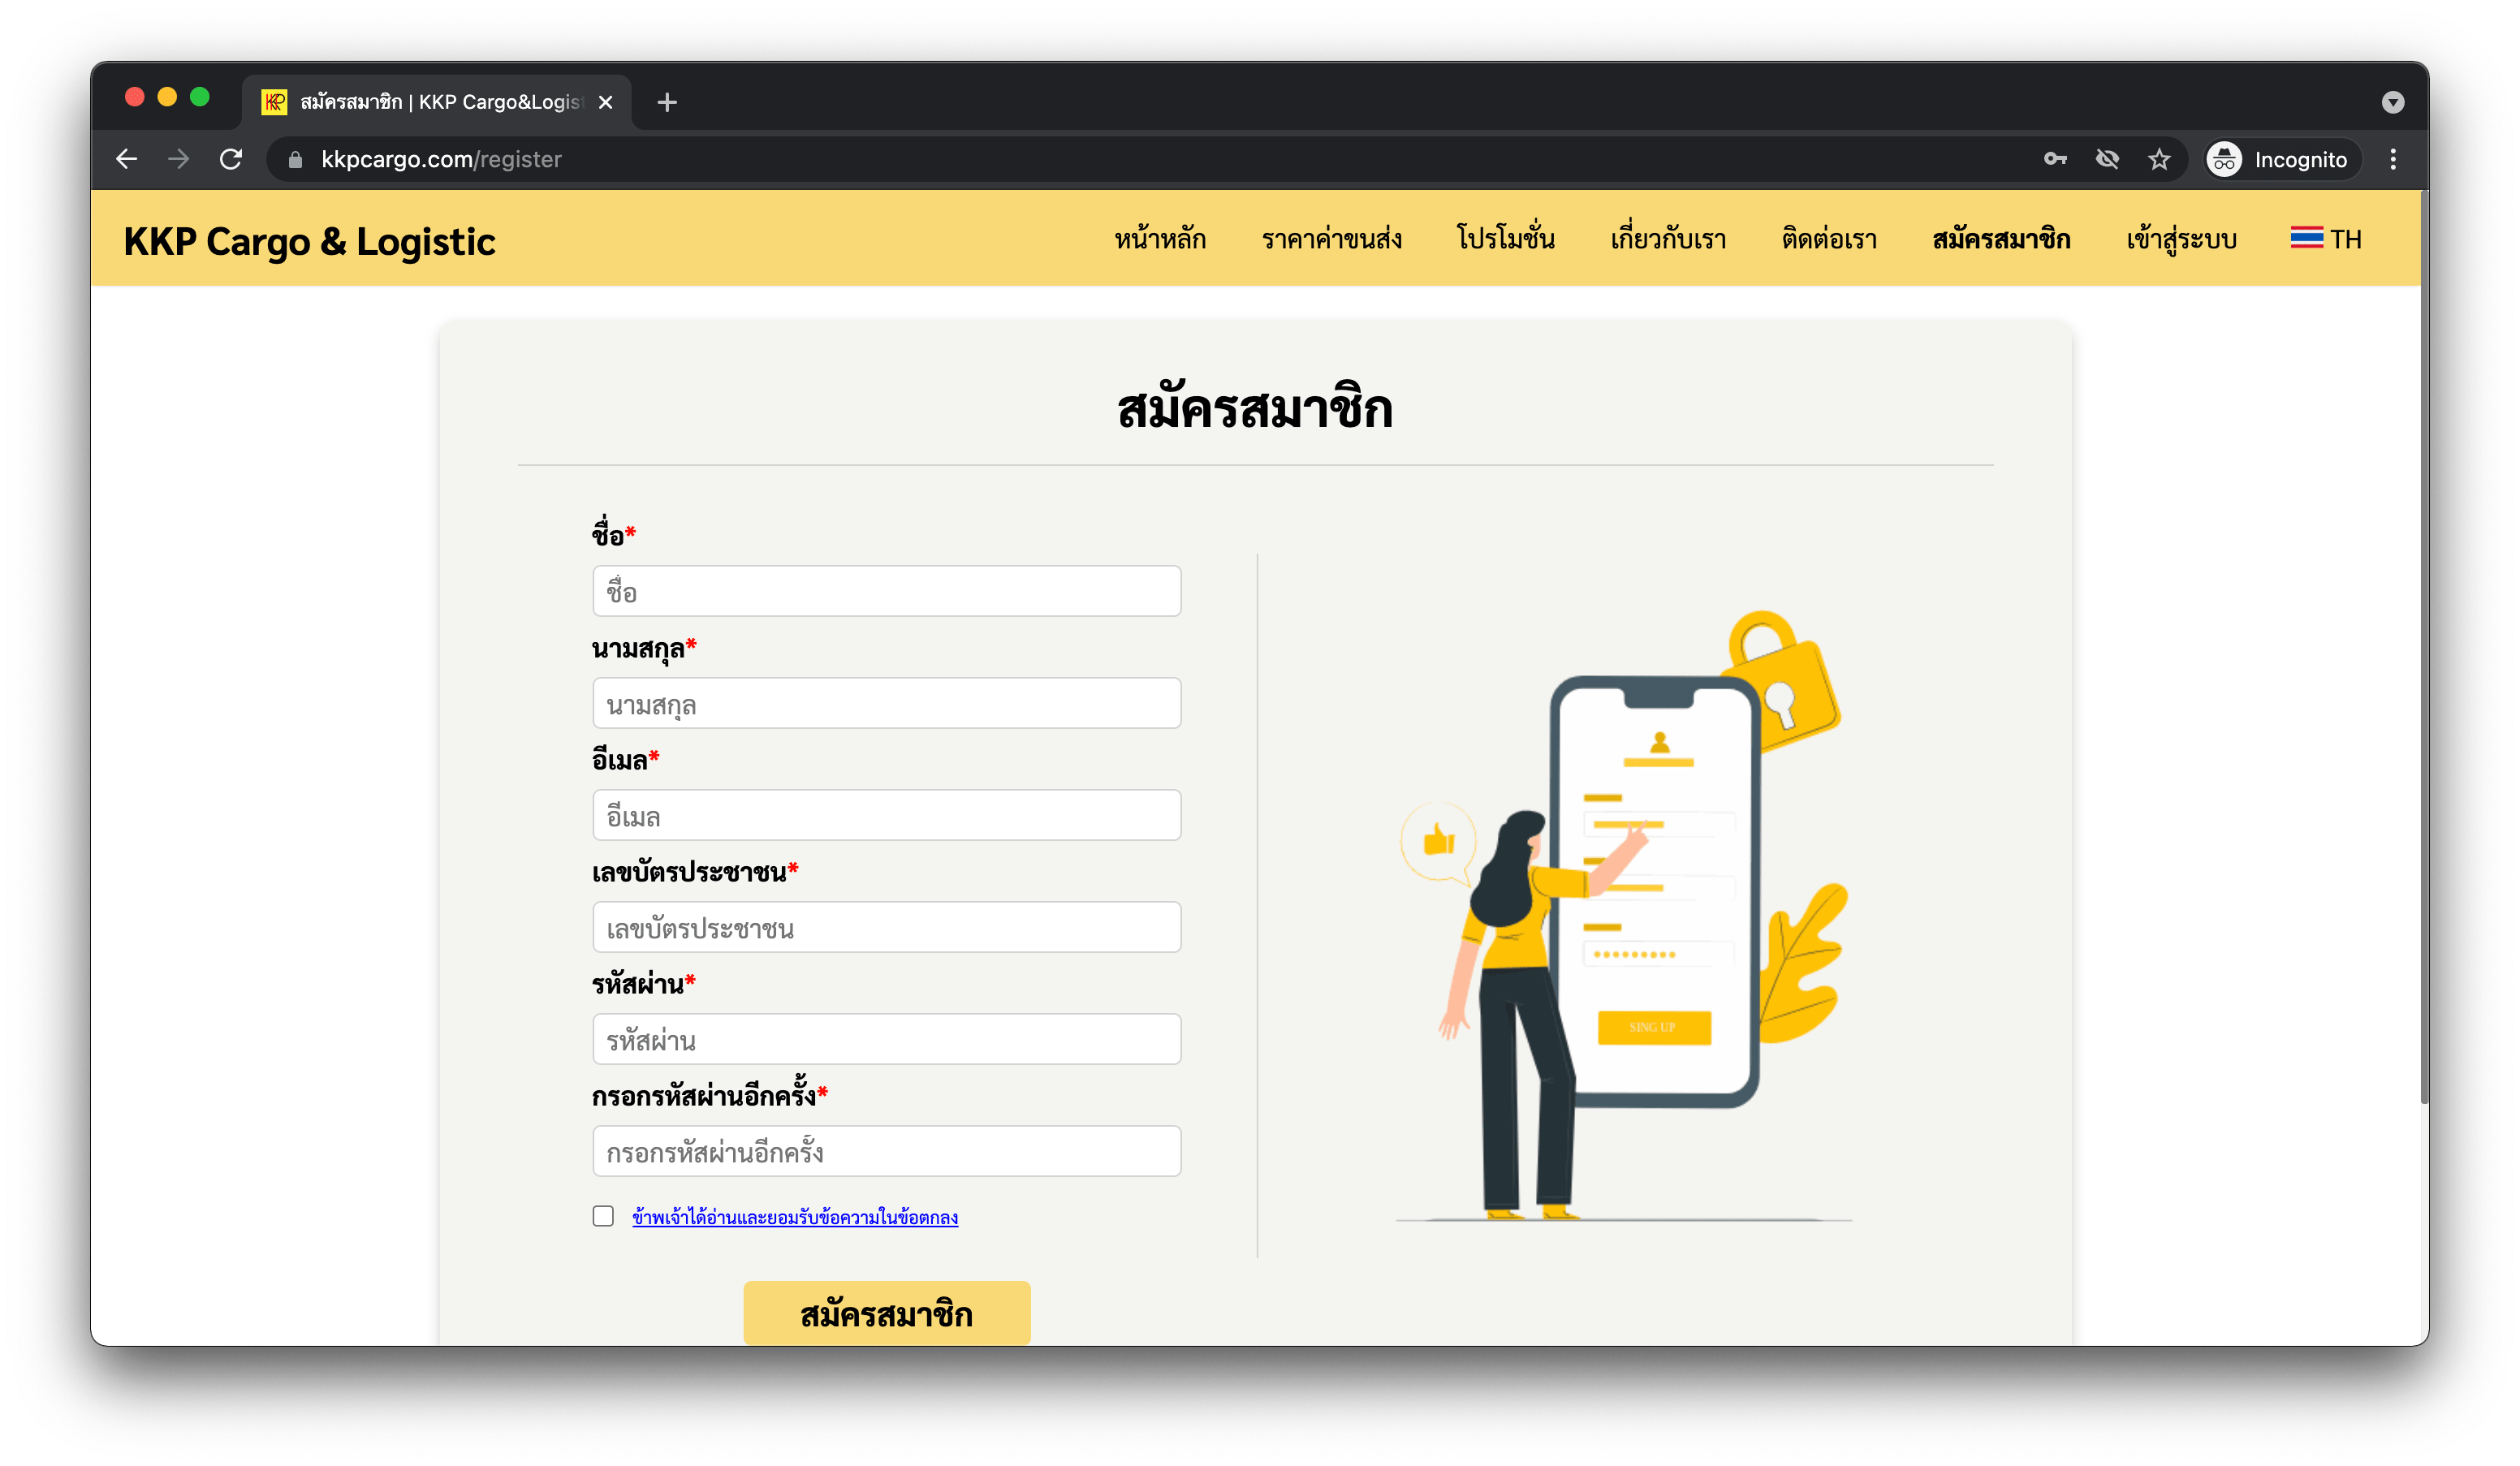 สมัครสมาชิก | KKP Cargo&Logist
kkpcargo.com/register
Incognito
KKP Cargo & Logistic
หน้าหลัก
ราคาค่าขนส่ง
โปรโมชั่น
เกี่ยวกับเรา
ติดต่อเรา
สมัครสมาชิก
เข้าสู่ระบบ
TH
สมัครสมาชิก
ชื่อ*
ชื่อ
นามสกุล*
นามสกุล
อีเมล*
อีเมล
เลขบัตรประชาชน*
เลขบัตรประชาชน
รหัสผ่าน*
รหัสผ่าน
กรอกรหัสผ่านอีกครั้ง*
กรอกรหัสผ่านอีกครั้ง
ข้าพเจ้าได้อ่านและยอมรับข้อความในข้อตกลง
สมัครสมาชิก
SING UP